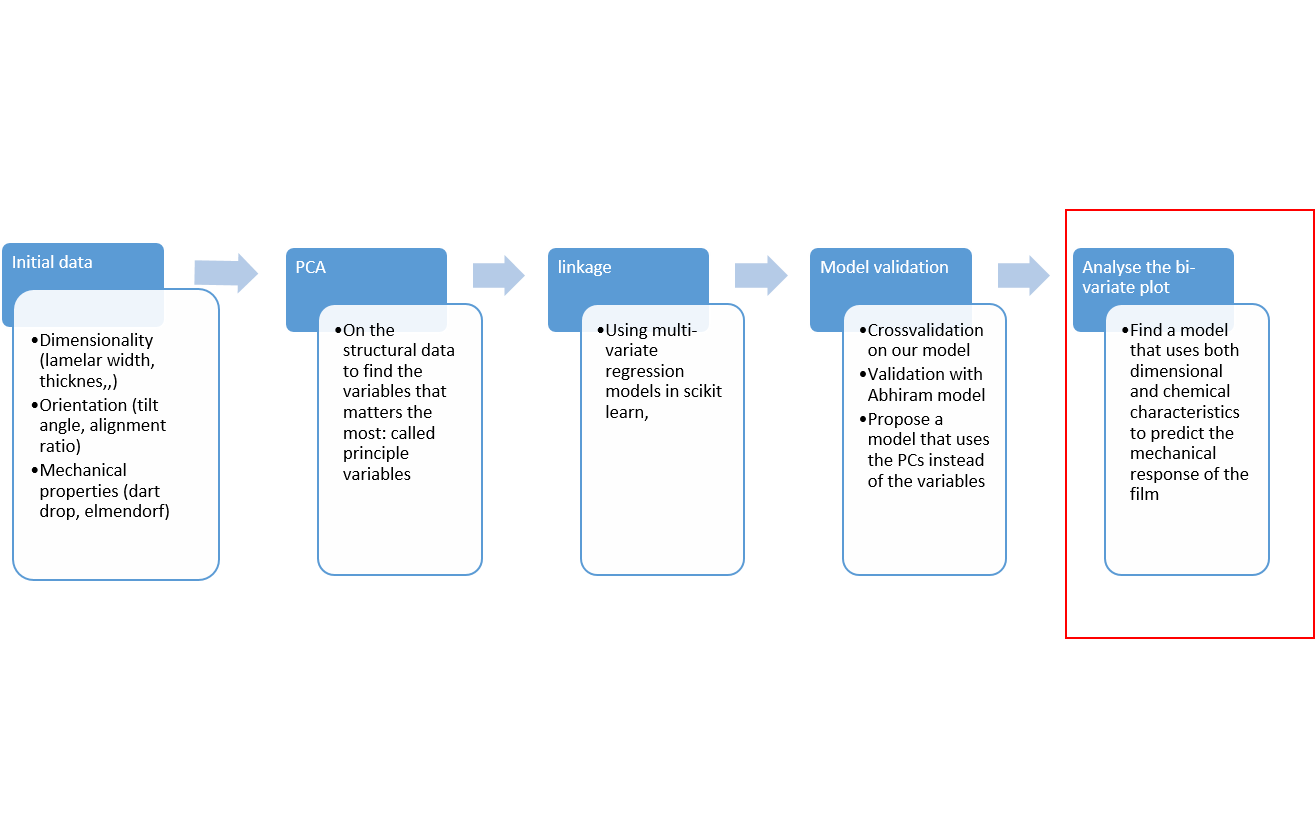 Initial data
•Dimensionality
(lamelar width,
thicknes,,)
•Orientation (tilt
angle, alignment
ratio)
•Mechanical
properties (dart
drop, elmendorf)
PCA
•On the
structural data
to find the
variables that
matters the
most: called
principle
variables
linkage
•Using multi-
variate
regression
models in scikit
learn,
Model validation
•Crossvalidation
on our model
•Validation with
Abhiram model
•Propose a
model that uses
the PCs instead
of the variables
Analyse the bi-
variate plot
•Find a model
that uses both
dimensional
and chemical
characteristics
to predict the
mechanical
response of the
film